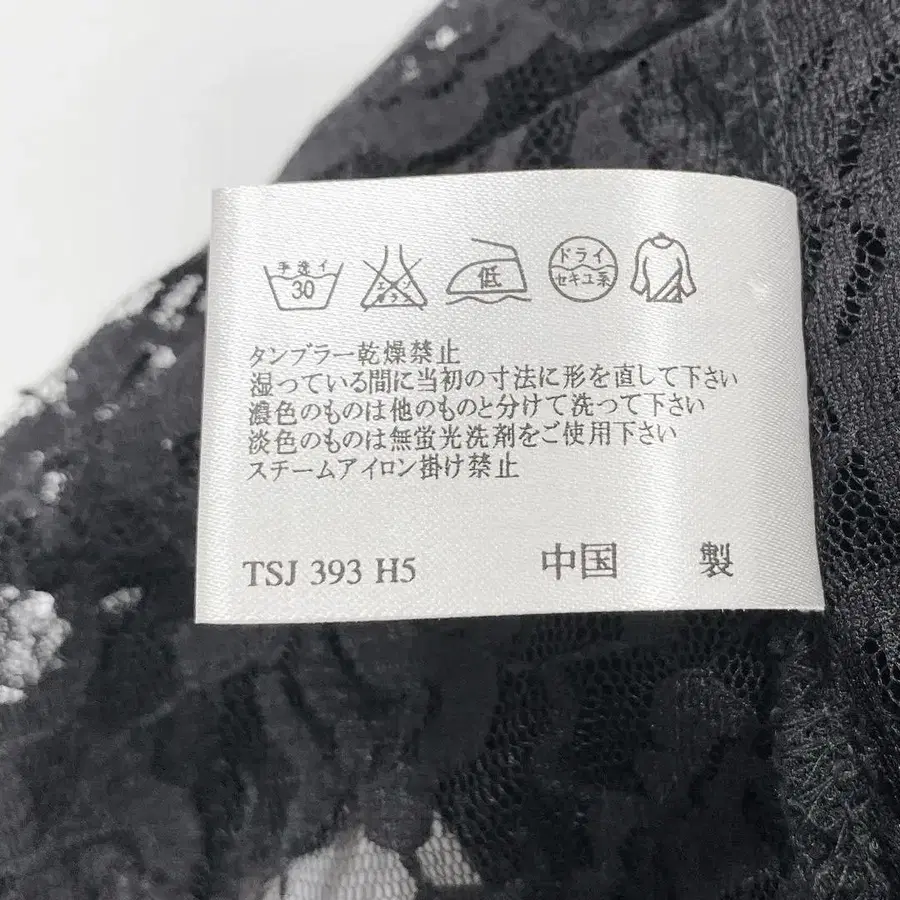 手洗イ
30
エンソ
サラシ
低
ドライ
セキユ系
タンブラー乾燥禁止
湿っている間に当初の寸法に形を直して下さい
濃色のものは他のものと分けて洗って下さい
淡色のものは無蛍光洗剤をご使用下さい
スチームアイロン掛け禁止
TSJ 393 H5
中国 製